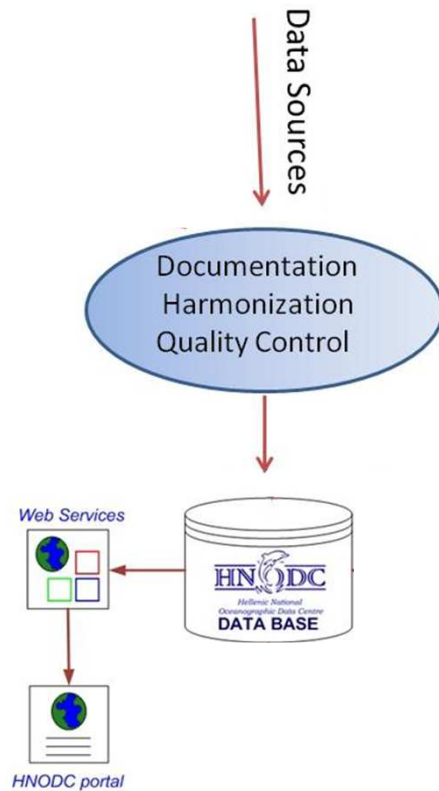 Data Sources
Documentation
Harmonization
Quality Control
Web Services
HNODC
Hellenic National
Oceanographic Data Centre
DATA BASE
HNODC portal